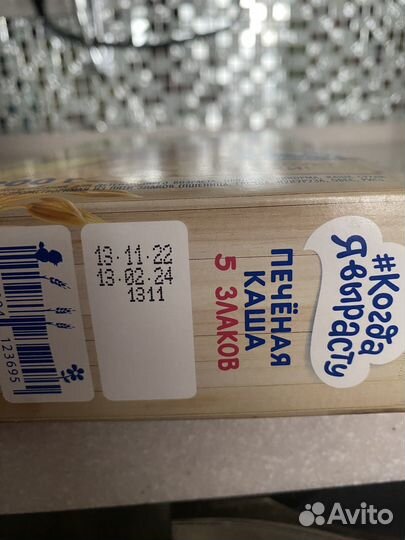 13·11·22
13·02·24
1311
ПЕЧЁНАЯ
КАША
5 ЗЛАКОВ
#Когда
Я вырасту
123695
Avito